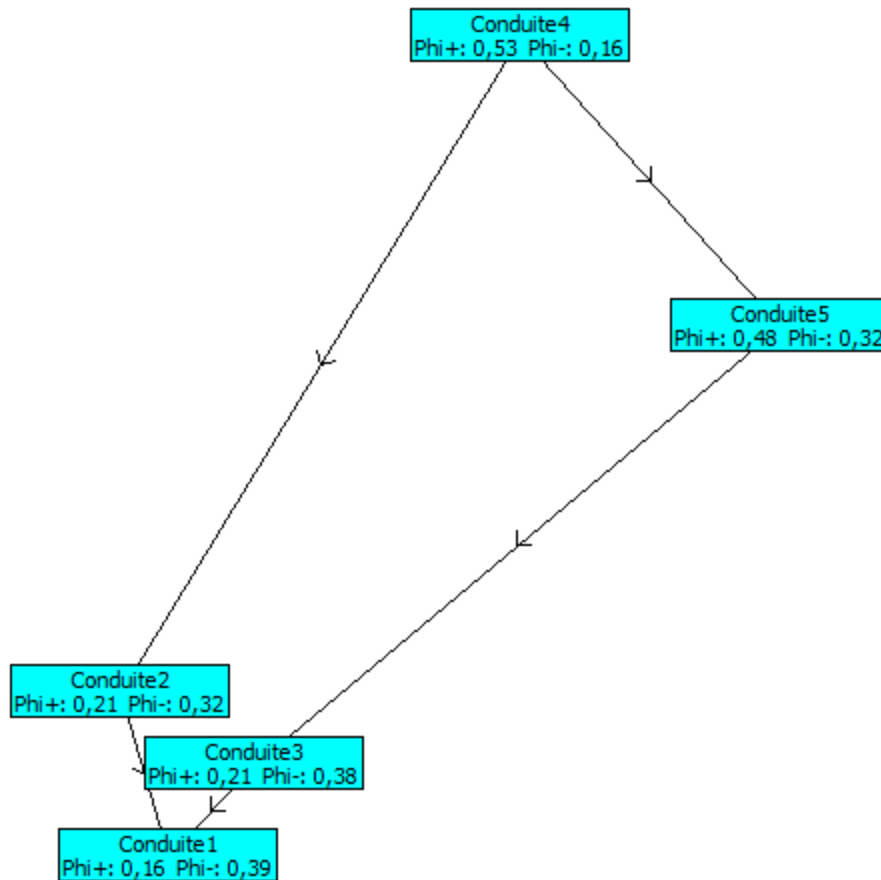 Conduite4
Phi+: 0,53 Phi-: 0,16
Conduite5
Phi+: 0,48 Phi-: 0,32
Conduite2
Phi+: 0,21 Phi-: 0,32
Conduite3
Phi+: 0,21 Phi-: 0,38
Conduite1
Phi+: 0,16 Phi-: 0,39